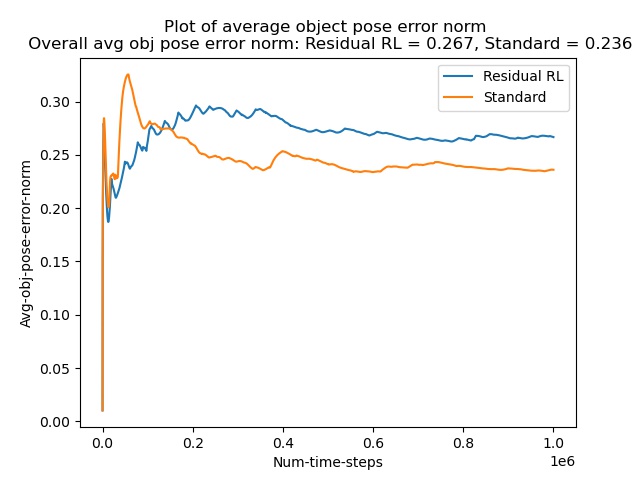 Plot of average object pose error norm
Overall avg obj pose error norm: Residual RL = 0.267, Standard = 0.236
Residual RL
Standard
0.30
0.25
0.20
0.15
0.10
0.05
0.00
Avg-obj-pose-error-norm
0.0 0.2 0.4 0.6 0.8 1.0
1e6
Num-time-steps